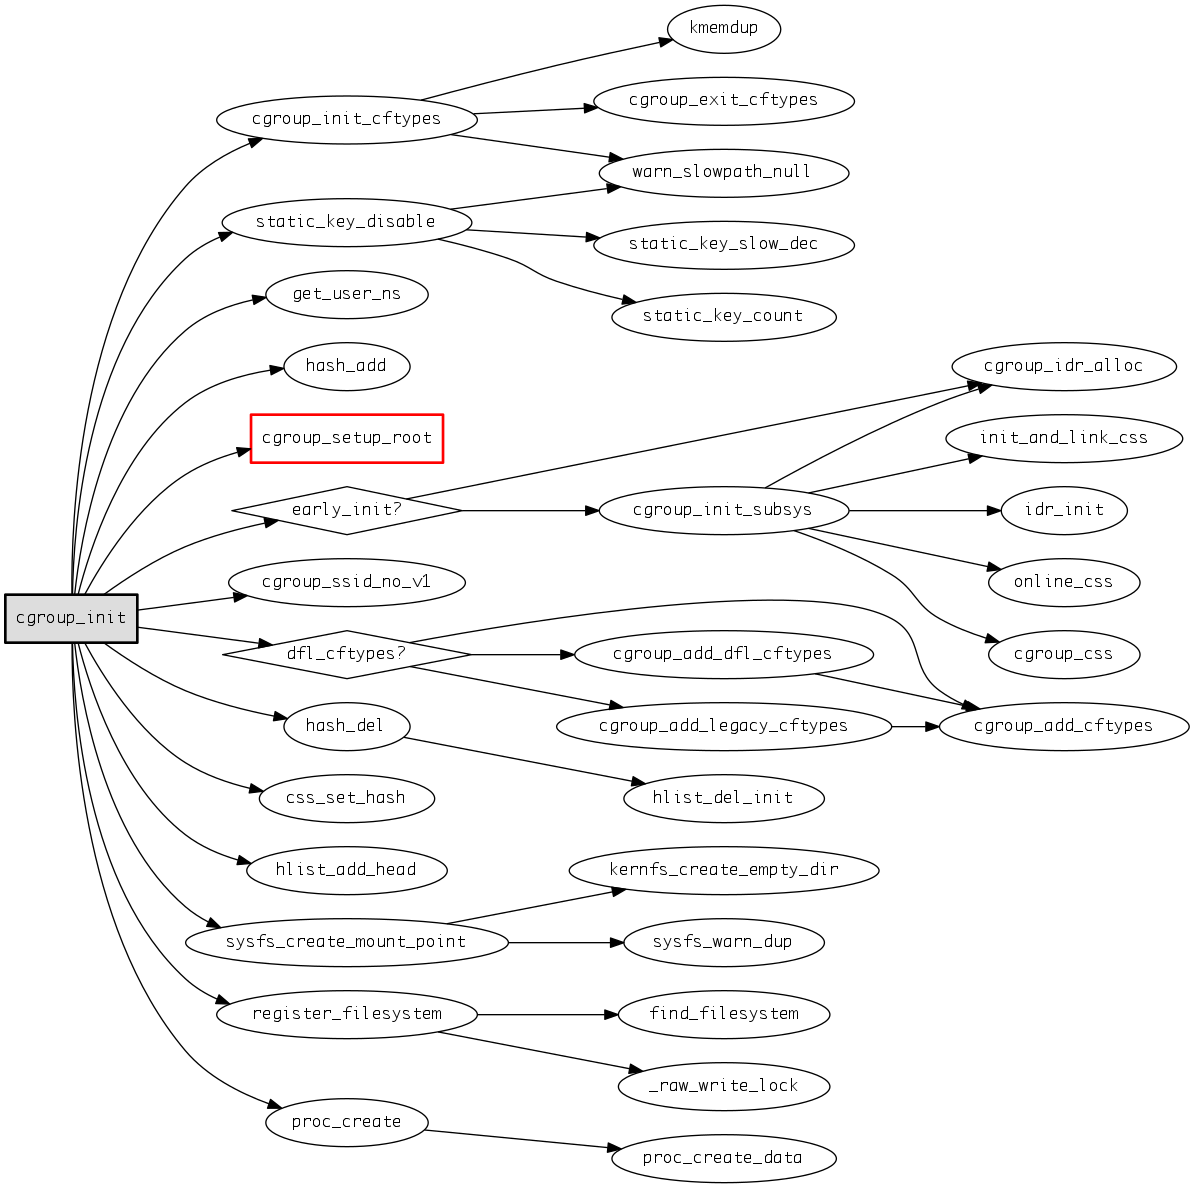 kmemdup
cgroup_exit_cftypes
cgroup_init_cftypes
warn_slowpath_null
static_key_disable
static_key_slow_dec
get_user_ns
static_key_count
hash_add
cgroup_idr_alloc
cgroup_setup_root
init_and_link_css
early_init?
cgroup_init_subsys
idr_init
cgroup_ssid_no_v1
online_css
cgroup_init
dfl_cftypes?
cgroup_add_dfl_cftypes
cgroup_css
hash_del
cgroup_add_legacy_cftypes
cgroup_add_cftypes
css_set_hash
hlist_del_init
hlist_add_head
kernfs_create_empty_dir
sysfs_create_mount_point
sysfs_warn_dup
register_filesystem
find_filesystem
_raw_write_lock
proc_create
proc_create_data